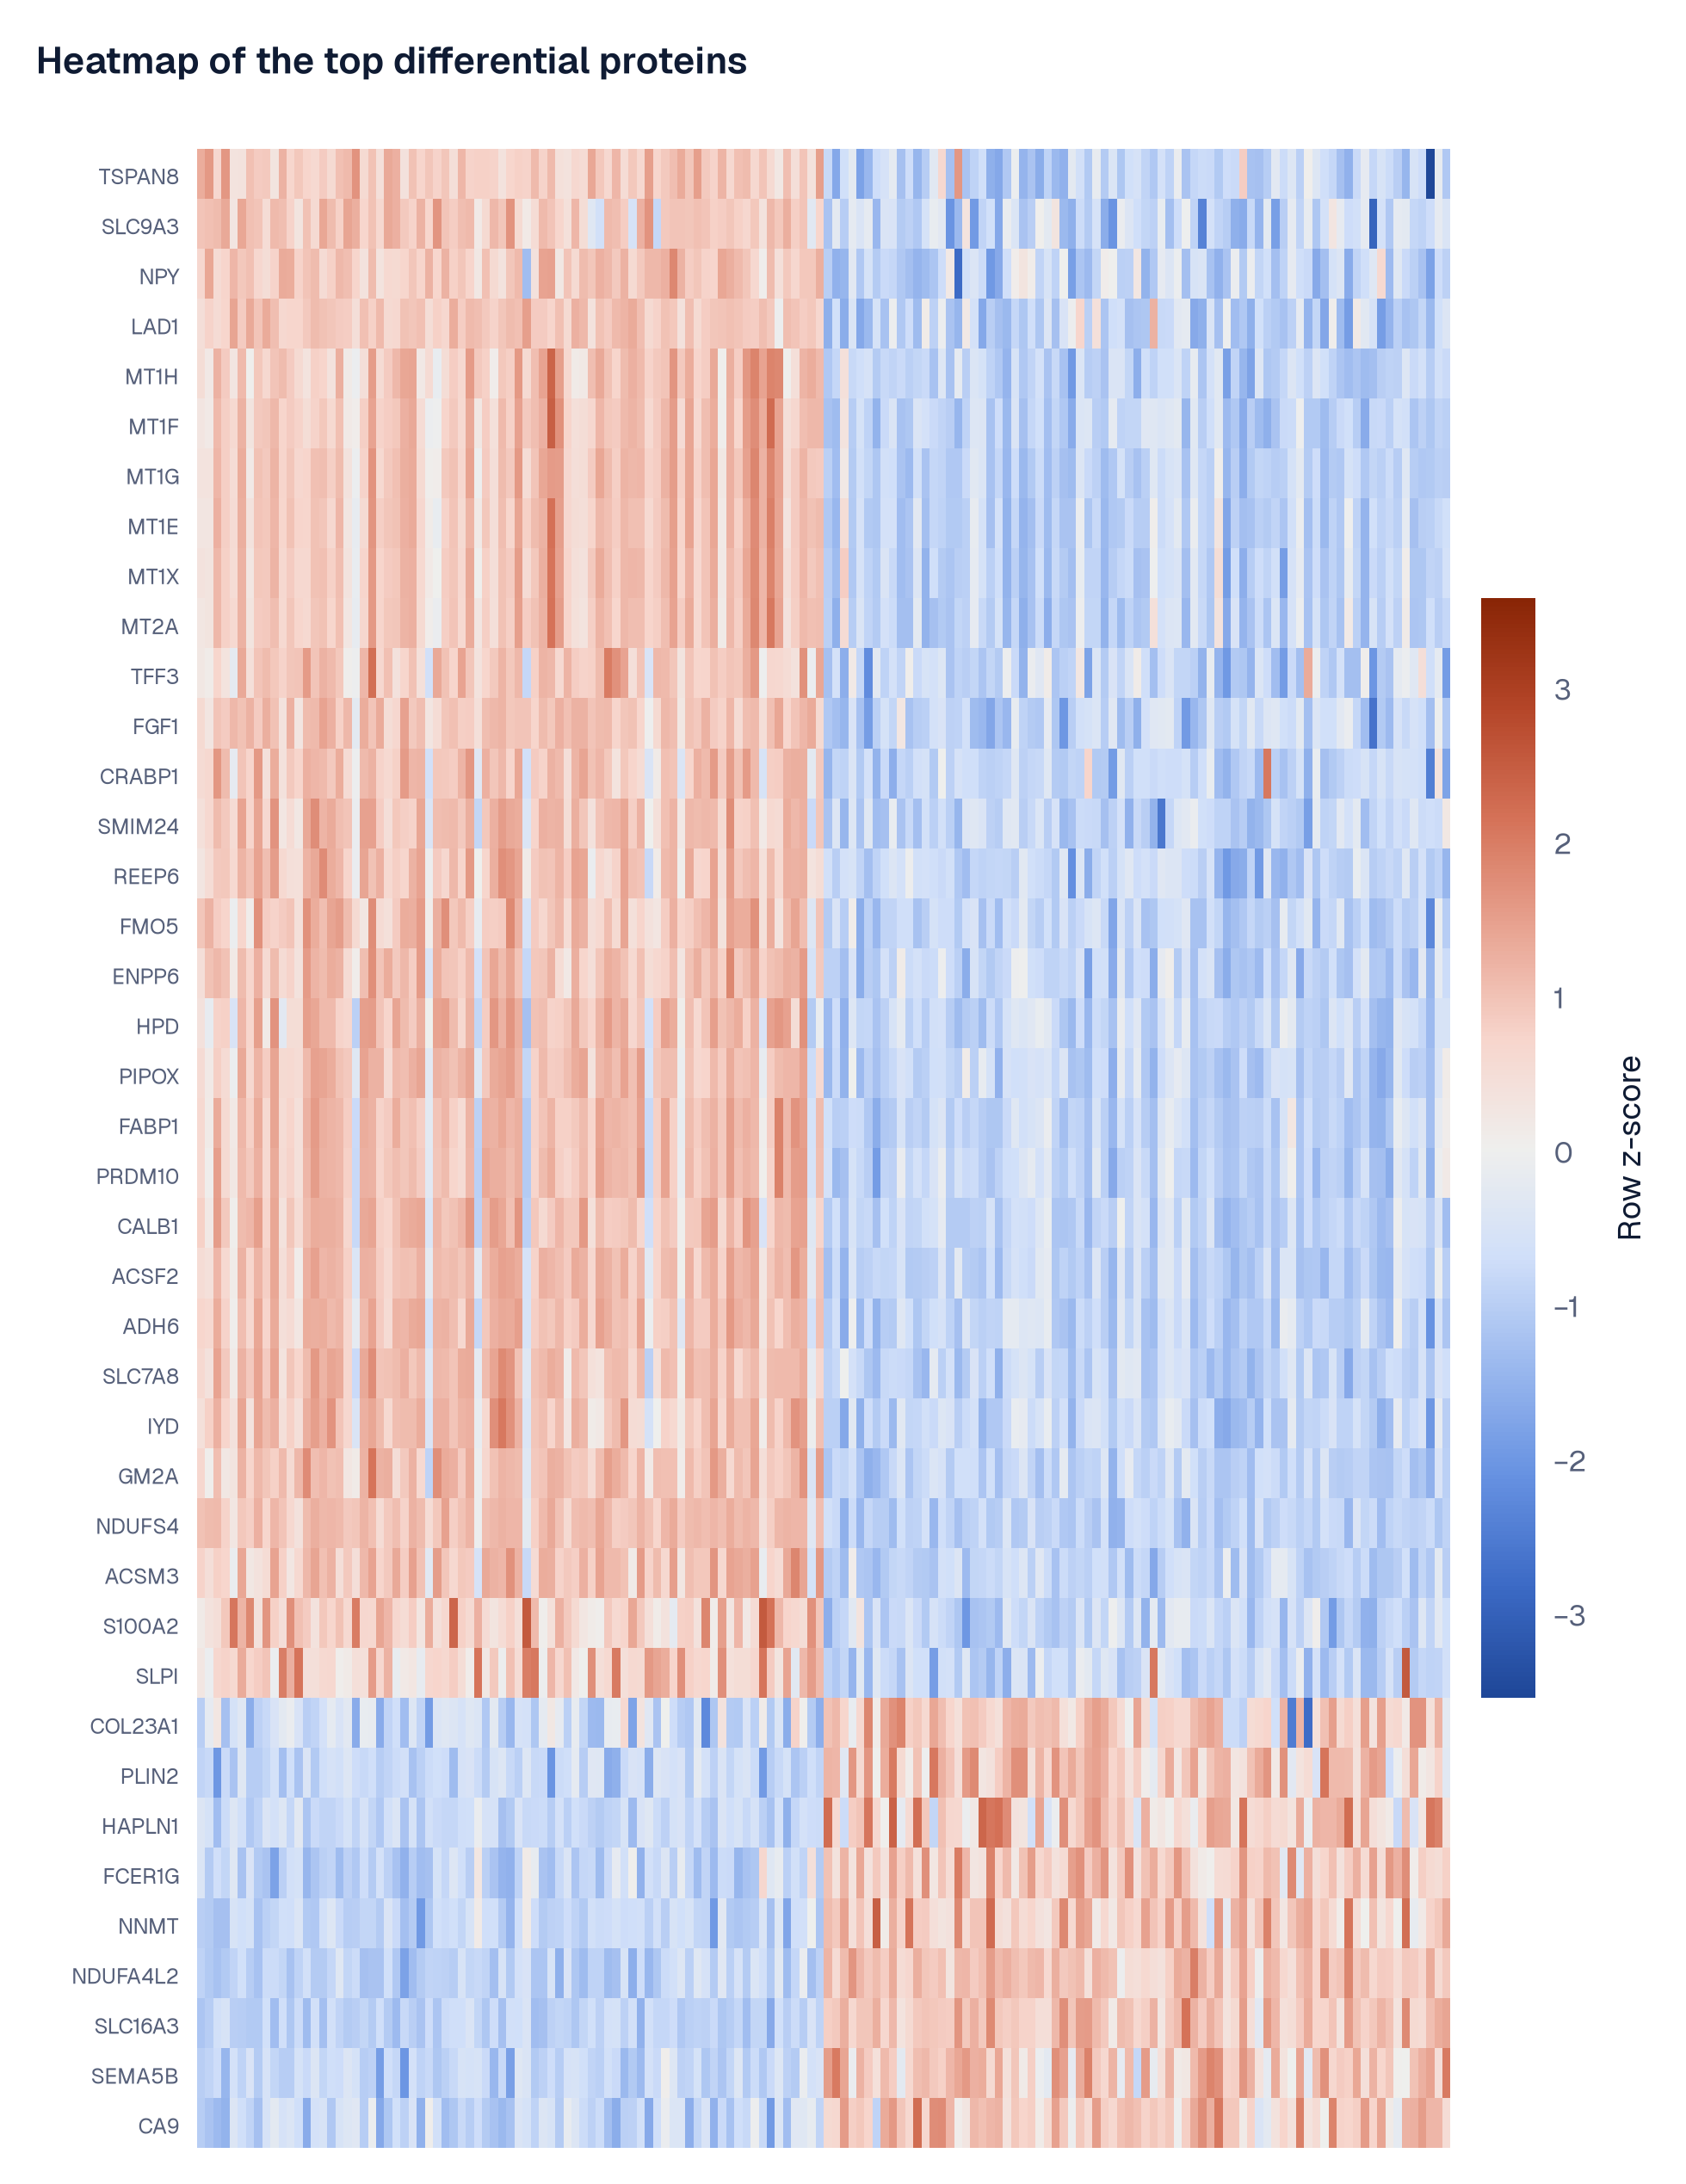 Heatmap of the top differential proteins
TSPAN8
SLC9A3
NPY
LAD1
MT1H
MT1F
MT1G
MT1E
MT1X
MT2A
TFF3
FGF1
CRABP1
SMIM24
REEP6
FMO5
ENPP6
HPD
PIPOX
FABP1
PRDM10
CALB1
ACSF2
ADH6
SLC7A8
IYD
GM2A
NDUFS4
ACSM3
S100A2
SLPI
COL23A1
PLIN2
HAPLN1
FCER1G
NNMT
NDUFA4L2
SLC16A3
SEMA5B
CA9
3
2
1
0
−1
−2
−3
Row z-score